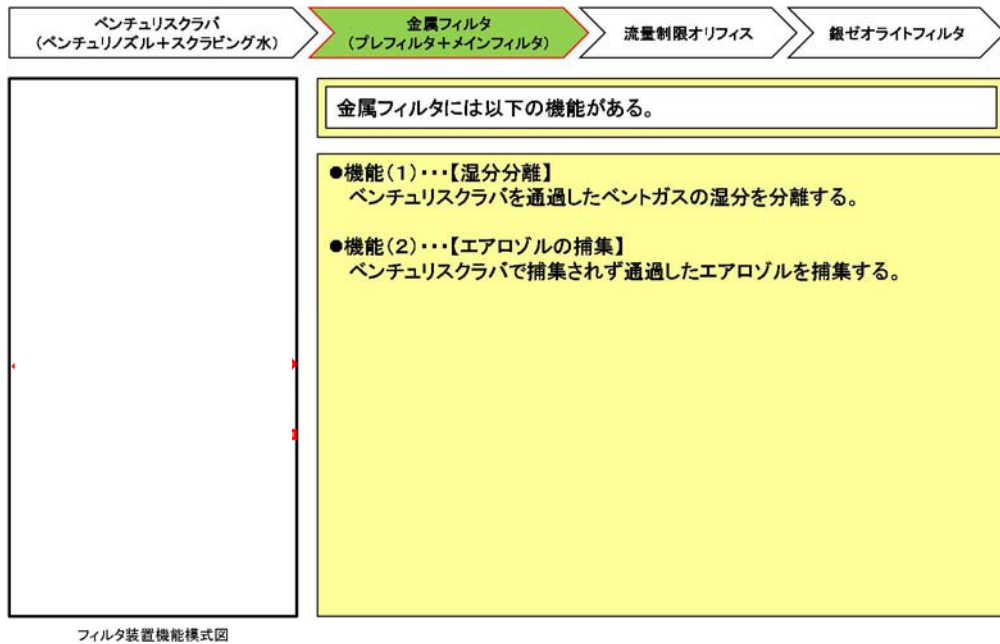 ベンチュリスクラバ
(ベンチュリノズル+スクラビング水)
金属フィルタ
(プレフィルタ+メインフィルタ)
流量制限オリフィス
銀ゼオライトフィルタ
金属フィルタには以下の機能がある。
●機能(1)・・・【湿分分離】
ベンチュリスクラバを通過したベントガスの湿分を分離する。
●機能(2)・・・【エアロゾルの捕集】
ベンチュリスクラバで捕集されず通過したエアロゾルを捕集する。
フィルタ装置機能模式図